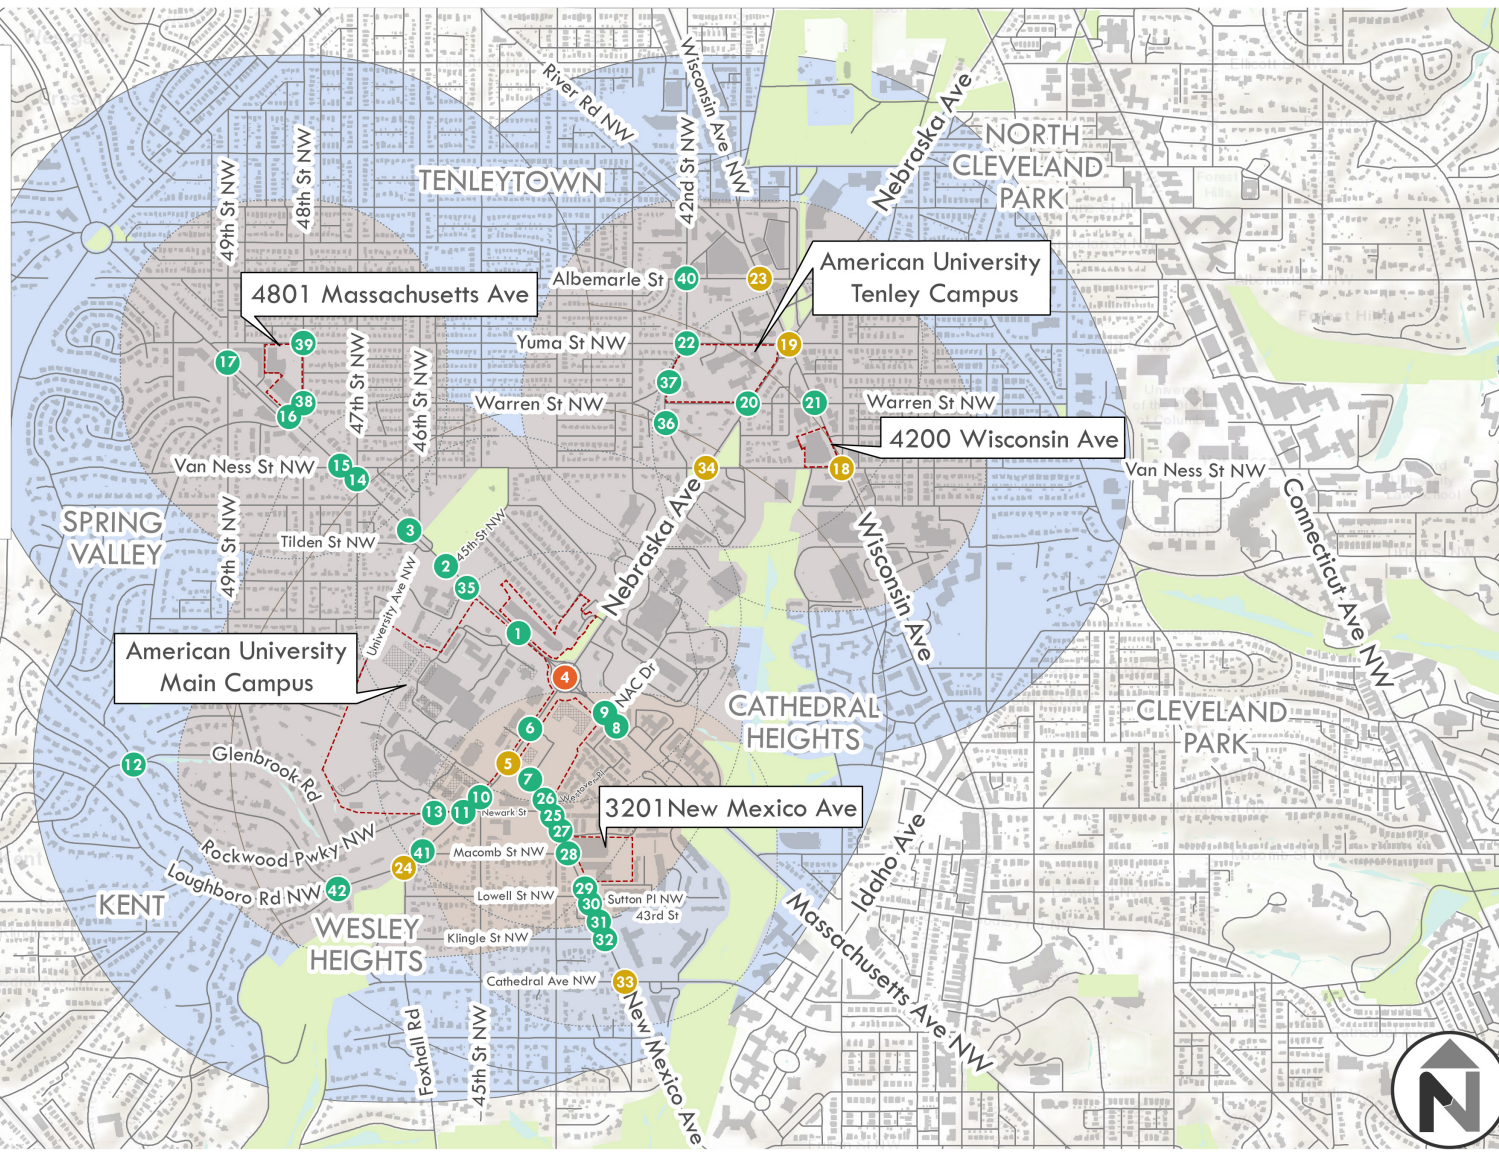 River Rd NW
Wisconsin Ave NW
Nebraska Ave
NORTH
CLEVELAND
PARK
TENLEYTOWN
42nd St NW
49th St NW
48th St NW
Albemarle St
40
23
American University
Tenley Campus
4801 Massachusetts Ave
39
17
47th St NW
46th St NW
Yuma St NW
22
19
37
38
16
Warren St NW
20
21
Warren St NW
36
4200 Wisconsin Ave
Van Ness St NW
15
14
34
18
Van Ness St NW
SPRING
VALLEY
49th St NW
Tilden St NW
3
45th St NW
2
35
Nebraska Ave
Wisconsin Ave
Connecticut Ave NW
University Ave NW
1
American University
Main Campus
4
NAC Dr
9
8
6
CATHEDRAL
HEIGHTS
CLEVELAND
PARK
12
Glenbrook Rd
5
7
Westover Pl
10
26
13
11
Newark St
25
27
3201New Mexico Ave
Rockwood Pwky NW
41
24
Macomb St NW
28
Idaho Ave
Loughboro Rd NW
42
Lowell St NW
29
Sutton Pl NW
30
43rd St
31
KENT
WESLEY
HEIGHTS
Klingle St NW
32
Massachusetts Ave NW
Cathedral Ave NW
33
Foxhall Rd
45th St NW
New Mexico Ave
N